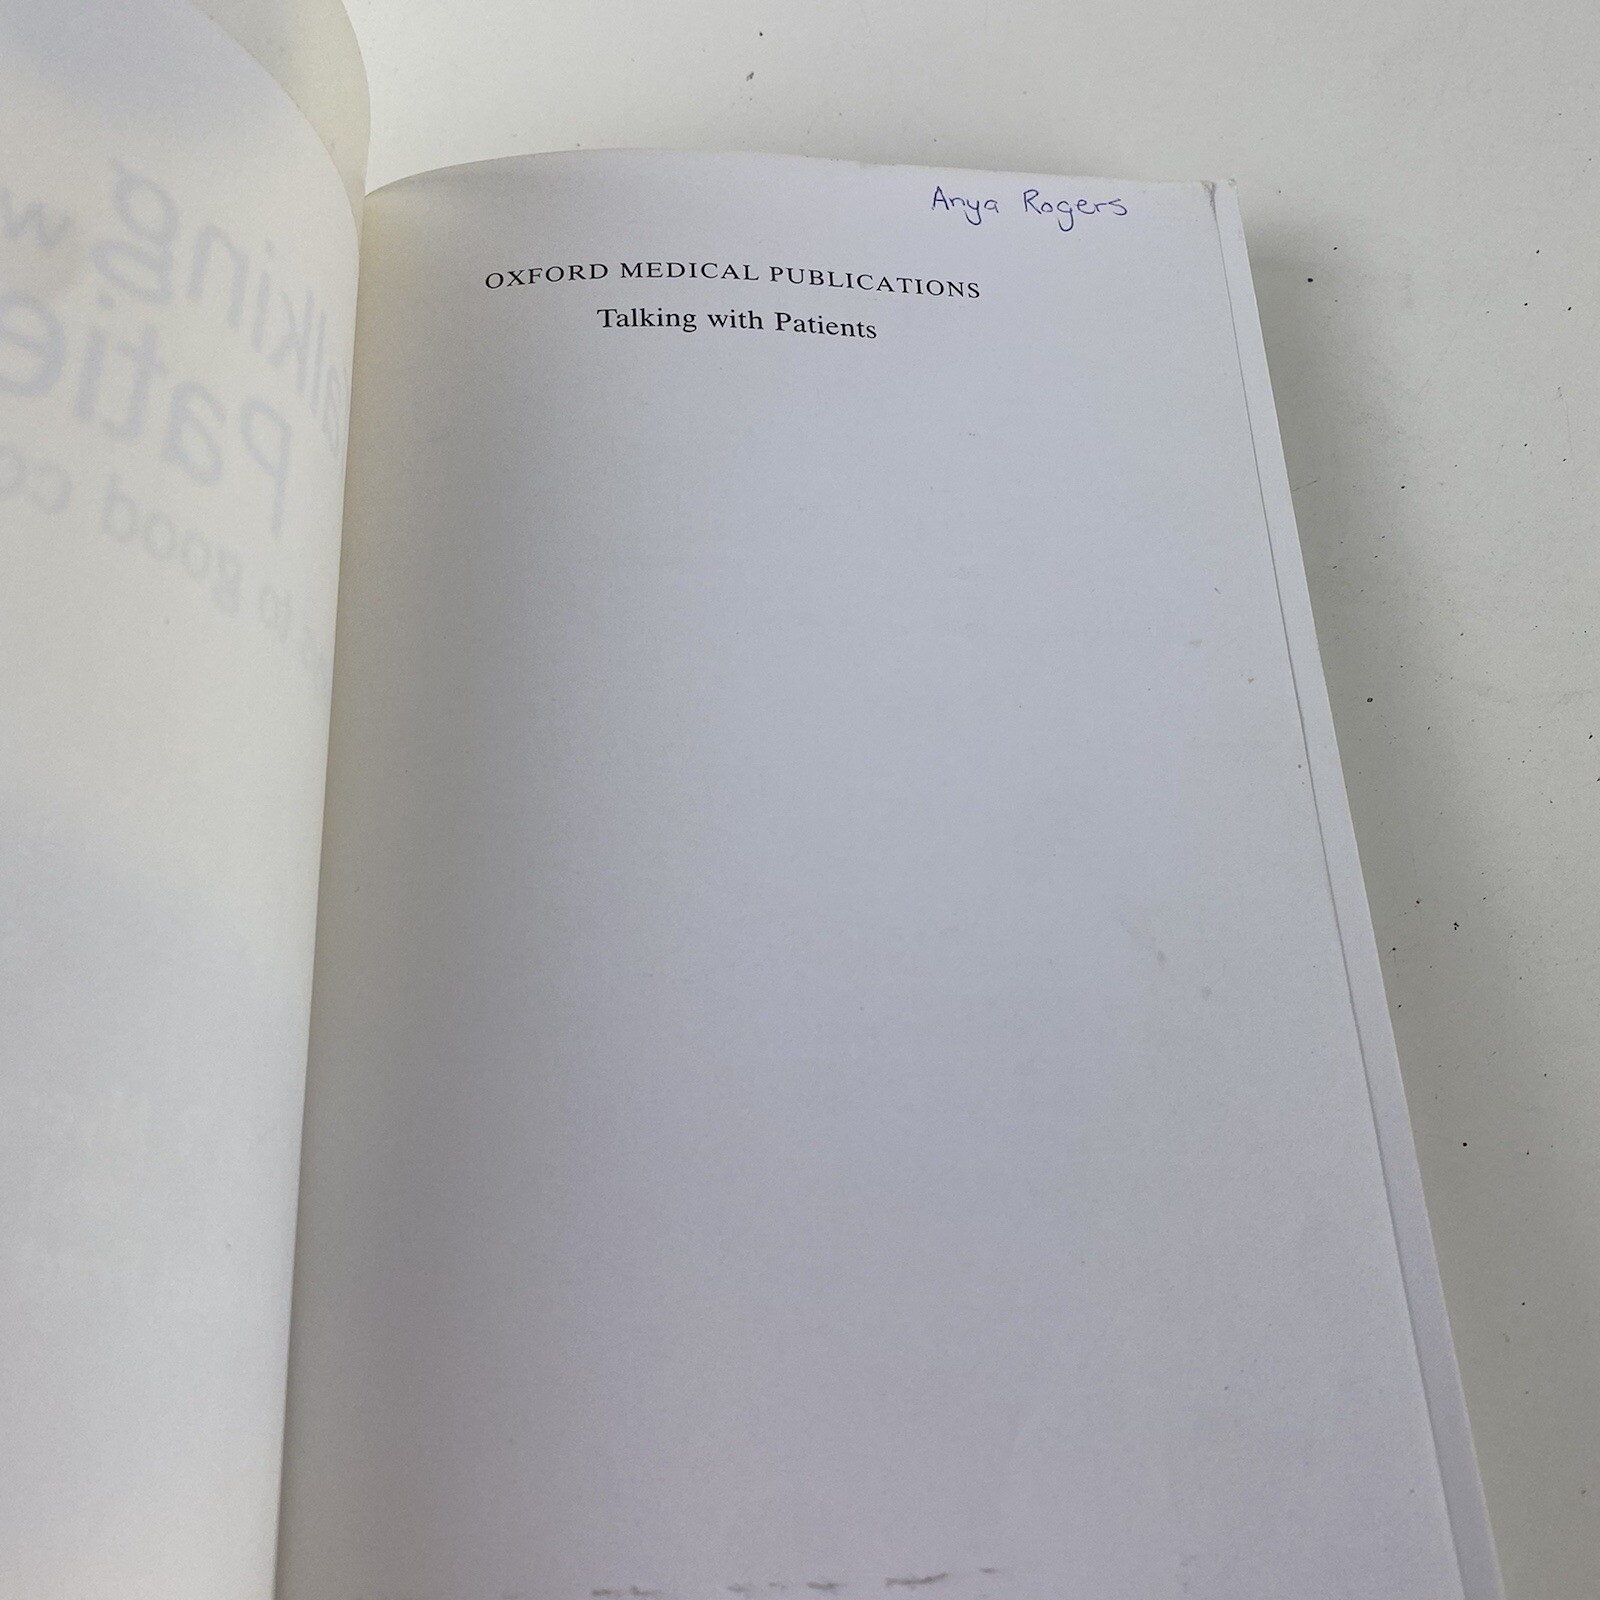 Anya Rogers
OXFORD MEDICAL PUBLICATIONS
Talking with Patients